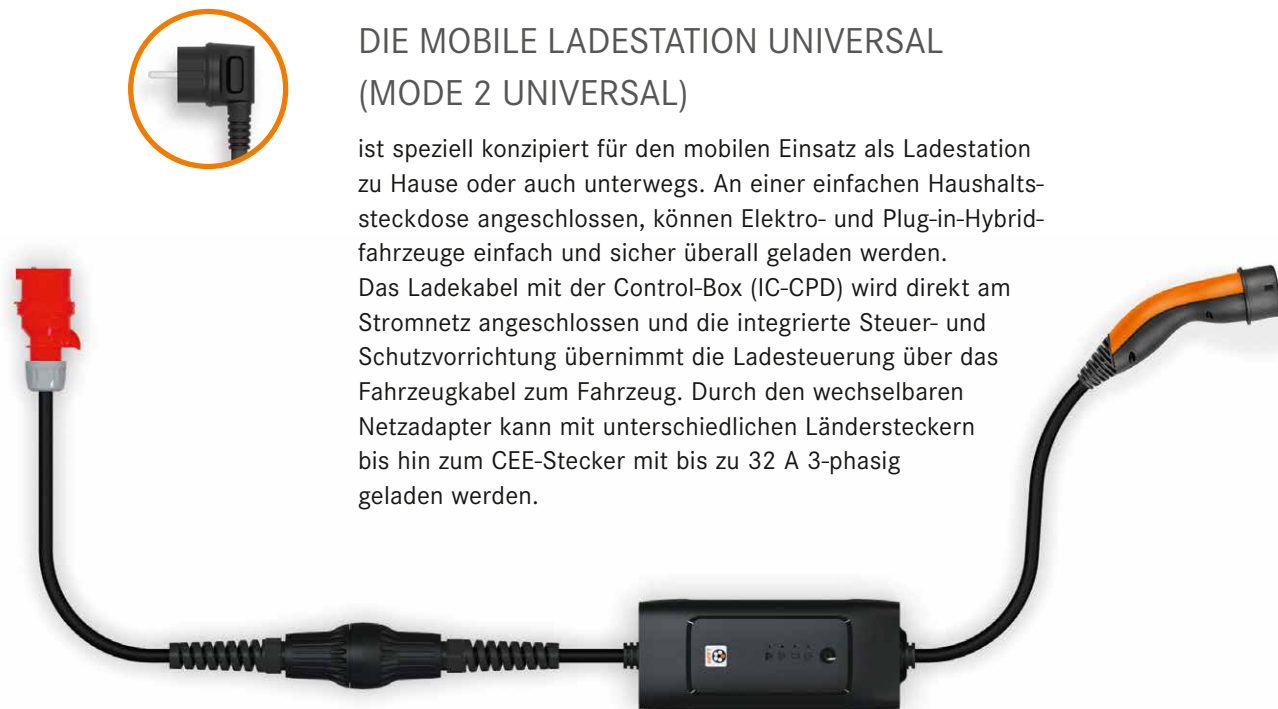 DIE MOBILE LADESTATION UNIVERSAL
(MODE 2 UNIVERSAL)
ist speziell konzipiert für den mobilen Einsatz als Ladestation
zu Hause oder auch unterwegs. An einer einfachen Haushalts-
steckdose angeschlossen, können Elektro- und Plug-in-Hybrid-
fahrzeuge einfach und sicher überall geladen werden.
Das Ladekabel mit der Control-Box (IC-CPD) wird direkt am
Stromnetz angeschlossen und die integrierte Steuer- und
Schutzvorrichtung übernimmt die Ladesteuerung über das
Fahrzeugkabel zum Fahrzeug. Durch den wechselbaren
Netzadapter kann mit unterschiedlichen Ländersteckern
bis hin zum CEE-Stecker mit bis zu 32 A 3-phasig
geladen werden.